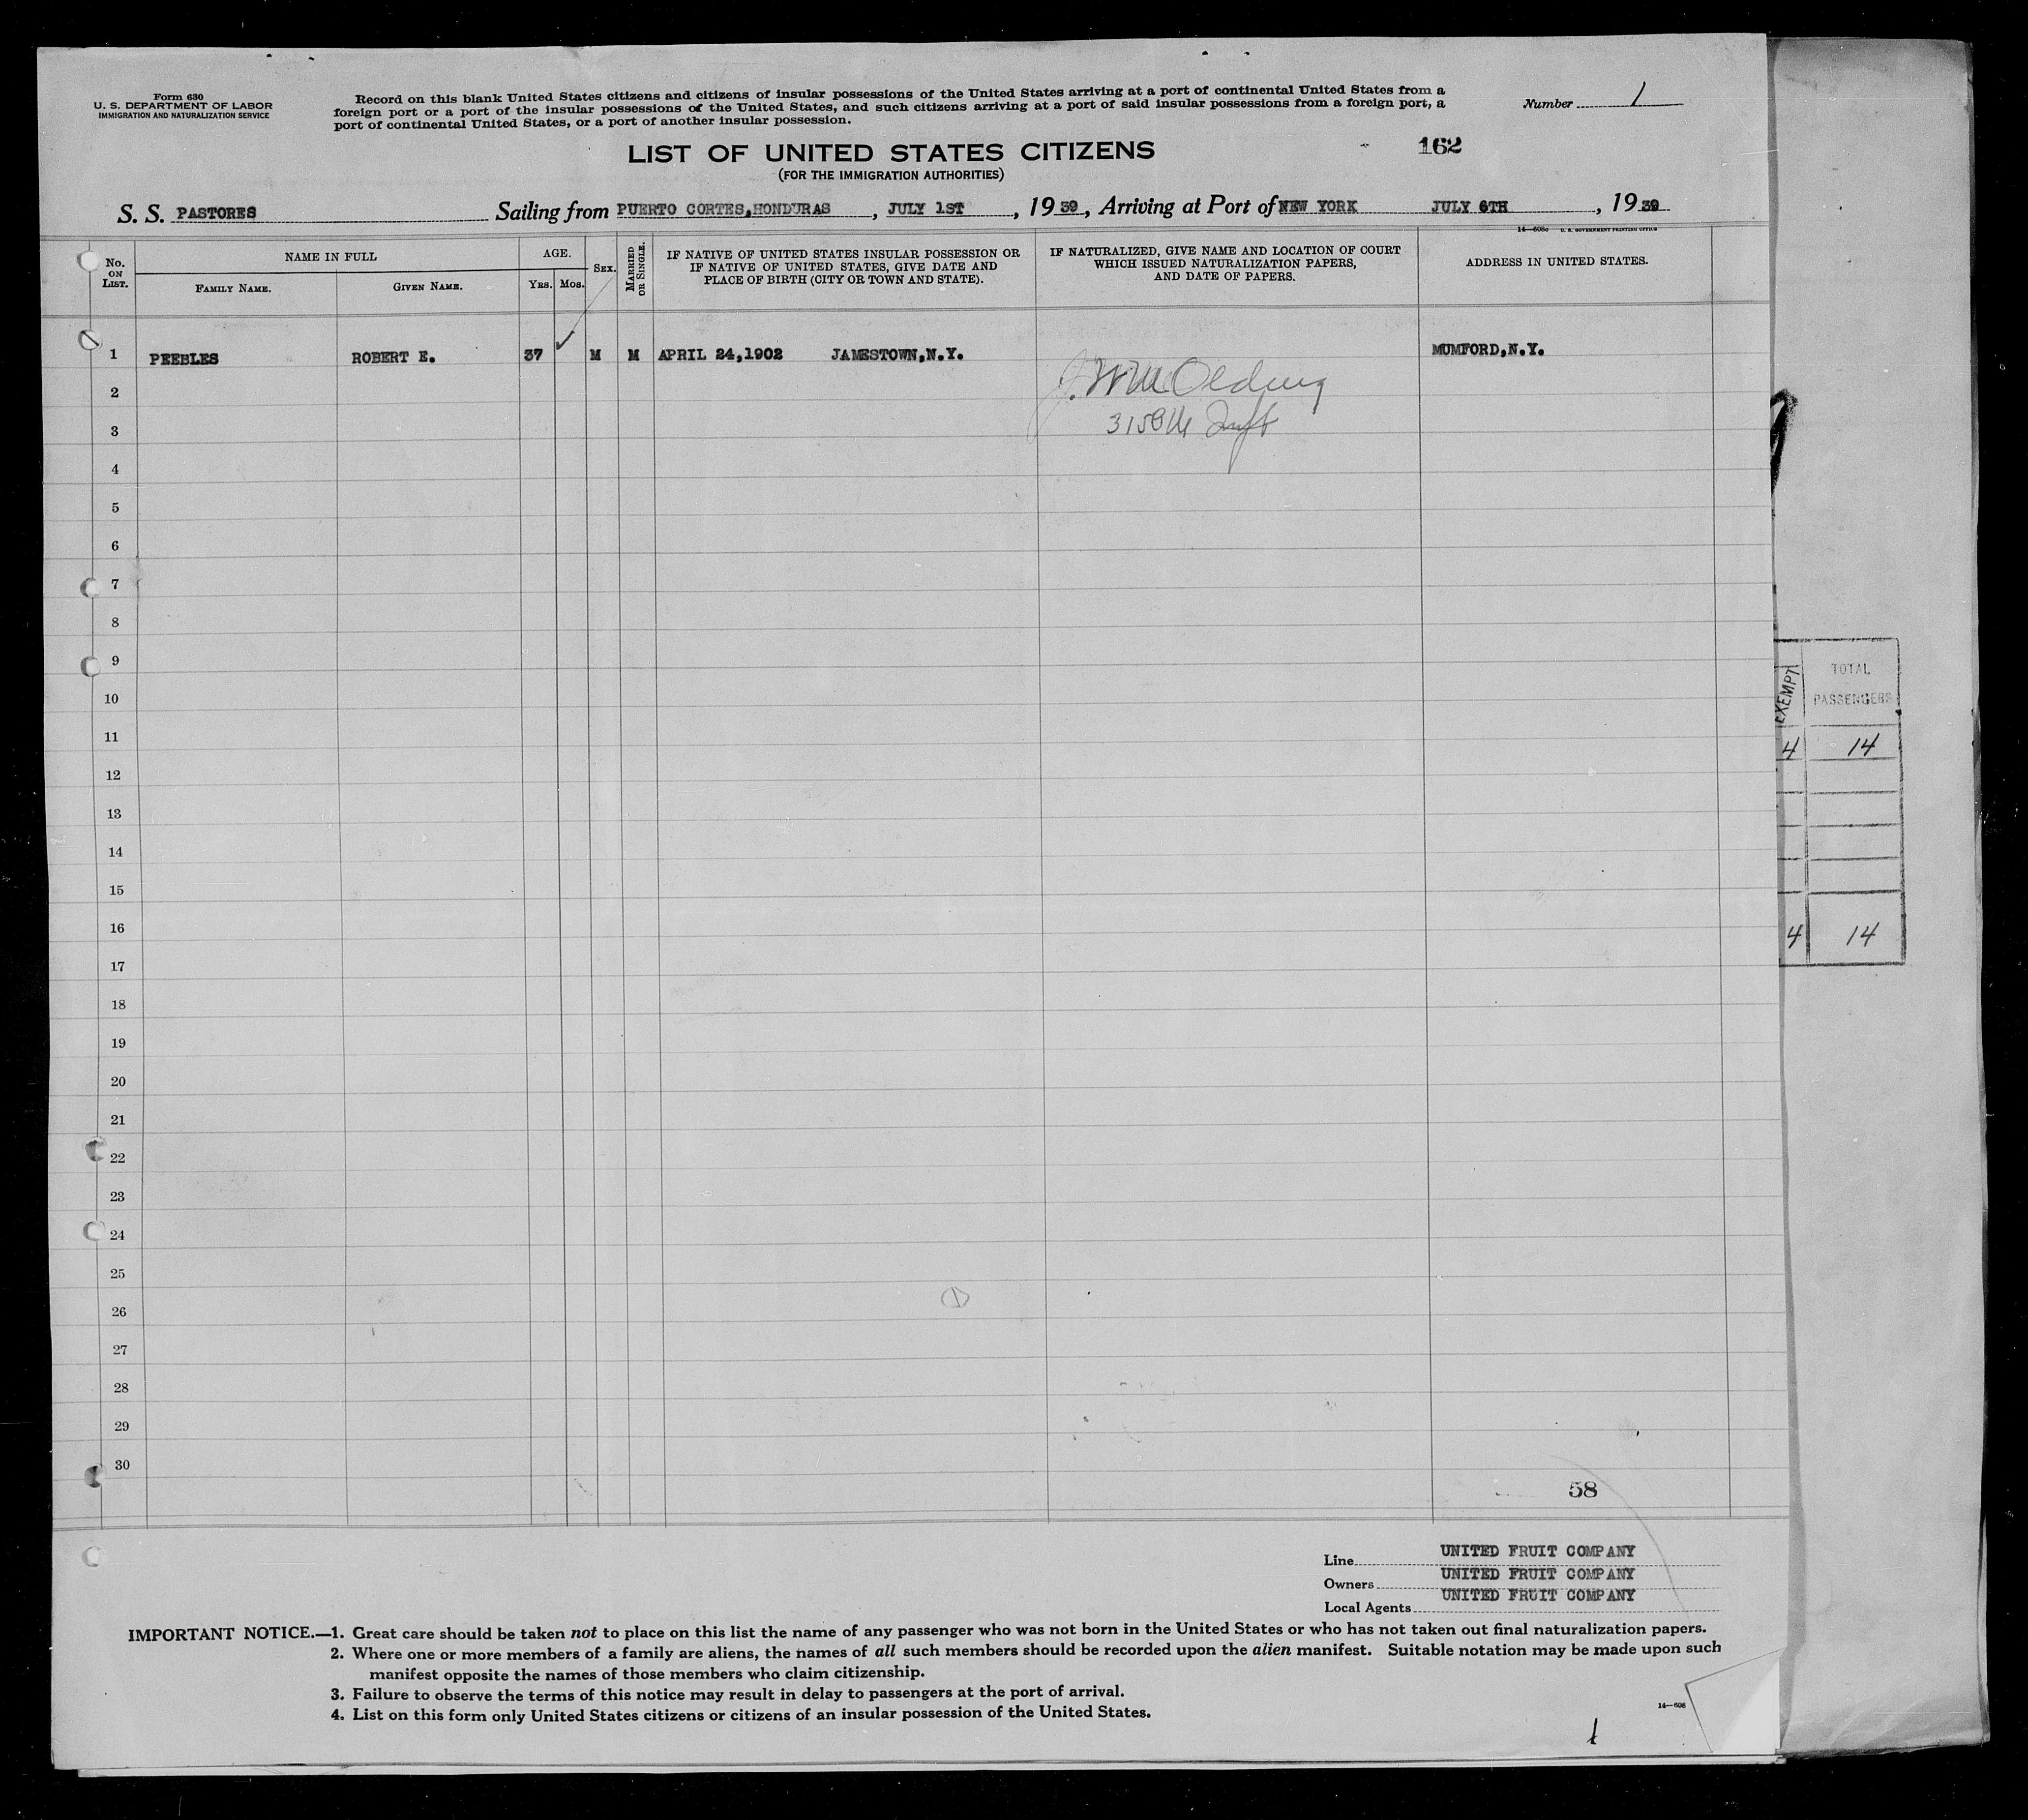 Form 630
U. S. DEPARTMENT OF LABOR
IMMIGRATION AND NATURALIZATION SERVICE
Record on this blank United States citizens and citizens of insular possessions of the United States arriving at a port of continental United States from a
foreign port or a port of the insular possessions of the United States, and such citizens arriving at a port of said insular possessions from a foreign port, a
port of continental United States, or a port of another insular possession.
Number 1
LIST OF UNITED STATES CITIZENS
162
(FOR THE IMMIGRATION AUTHORITIES)
S. S. PASTORES Sailing from PUERTO CORTES,HONDURAS , JULY 1ST , 19 39 , Arriving at Port of NEW YORK JULY 6TH , 19 39
14—608c U. S. GOVERNMENT PRINTING OFFICE
No. ON LIST.
NAME IN FULL
FAMILY NAME.
GIVEN NAME.
AGE.
YRS.
MOS.
SEX.
MARRIED OR SINGLE.
IF NATIVE OF UNITED STATES INSULAR POSSESSION OR
IF NATIVE OF UNITED STATES, GIVE DATE AND
PLACE OF BIRTH (CITY OR TOWN AND STATE).
IF NATURALIZED, GIVE NAME AND LOCATION OF COURT
WHICH ISSUED NATURALIZATION PAPERS,
AND DATE OF PAPERS.
ADDRESS IN UNITED STATES.
1 PEEBLES ROBERT E. 37 M M APRIL 24,1902 JAMESTOWN,N.Y. MUMFORD,N.Y.
2
3
4
5
6
7
8
9
10
11
12
13
14
15
16
17
18
19
20
21
22
23
24
25
26
27
28
29
30
1
58
EXEMPT
TOTAL
PASSENGERS
4 14
4 14
Line UNITED FRUIT COMPANY
Owners UNITED FRUIT COMPANY
Local Agents UNITED FRUIT COMPANY
IMPORTANT NOTICE.—1. Great care should be taken not to place on this list the name of any passenger who was not born in the United States or who has not taken out final naturalization papers.
2. Where one or more members of a family are aliens, the names of all such members should be recorded upon the alien manifest. Suitable notation may be made upon such
manifest opposite the names of those members who claim citizenship.
3. Failure to observe the terms of this notice may result in delay to passengers at the port of arrival.
4. List on this form only United States citizens or citizens of an insular possession of the United States.
14—608
1